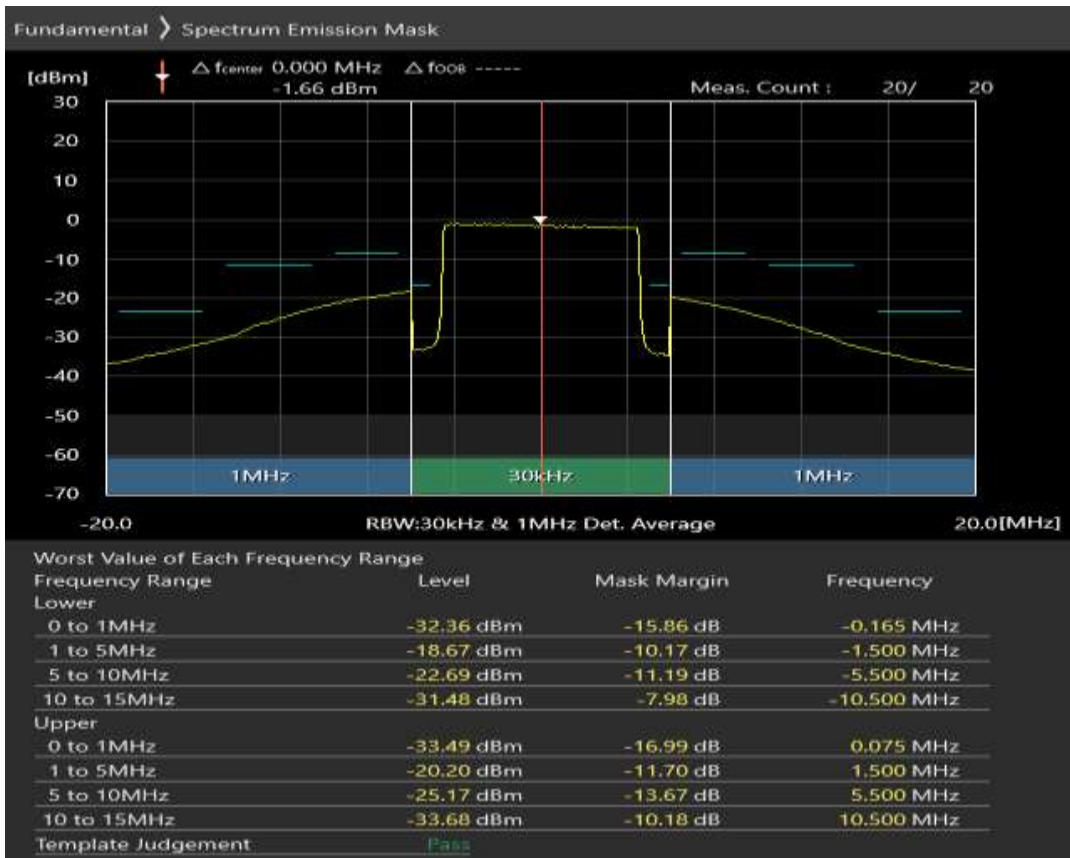 Fundamental ❯ Spectrum Emission Mask
△ fcenter 0.000 MHz △ fOOB -----
[dBm]
-1.66 dBm
Meas. Count : 20/ 20
30
20
10
0
-10
-20
-30
-40
-50
-60
-70
1MHz 30kHz 1MHz
-20.0 RBW:30kHz & 1MHz Det. Average 20.0[MHz]
Worst Value of Each Frequency Range
Frequency Range Level Mask Margin Frequency
Lower
0 to 1MHz -32.36 dBm -15.86 dB -0.165 MHz
1 to 5MHz -18.67 dBm -10.17 dB -1.500 MHz
5 to 10MHz -22.69 dBm -11.19 dB -5.500 MHz
10 to 15MHz -31.48 dBm -7.98 dB -10.500 MHz
Upper
0 to 1MHz -33.49 dBm -16.99 dB 0.075 MHz
1 to 5MHz -20.20 dBm -11.70 dB 1.500 MHz
5 to 10MHz -25.17 dBm -13.67 dB 5.500 MHz
10 to 15MHz -33.68 dBm -10.18 dB 10.500 MHz
Template Judgement Pass